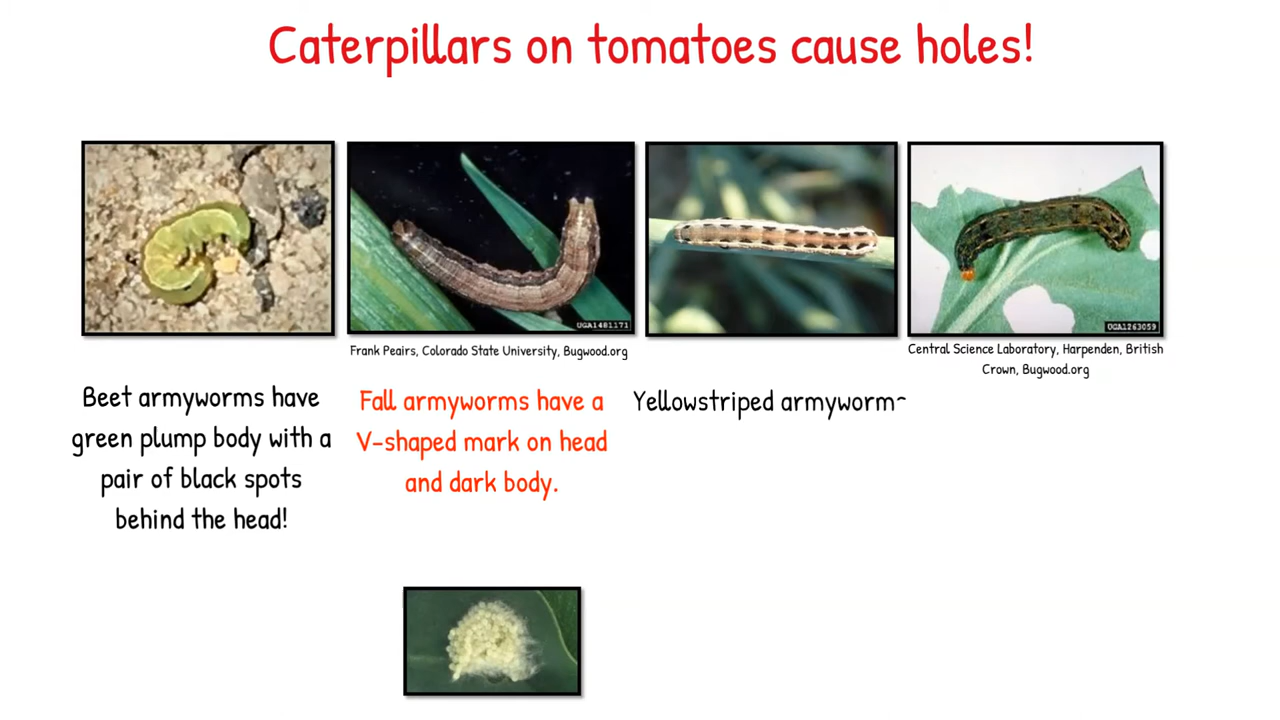 Caterpillars on tomatoes cause holes!
UGA1481171
UGA1263059
Frank Peairs, Colorado State University, Bugwood.org
Central Science Laboratory, Harpenden, British
Crown, Bugwood.org
Beet armyworms have
green plump body with a
pair of black spots
behind the head!
Fall armyworms have a
V-shaped mark on head
and dark body.
Yellowstriped armyworm